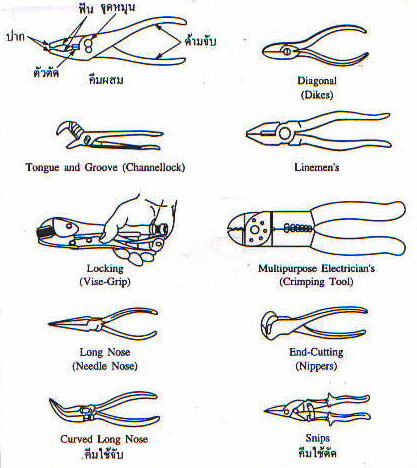 ฟัน จุดหมุน
ปาก
ด้ามจับ
ตัวตัด
คีมผสม
Diagonal
(Dikes)
Tongue and Groove (Channellock)
Linemen's
Locking
(Vise-Grip)
Multipurpose Electrician's
(Crimping Tool)
Long Nose
(Needle Nose)
End-Cutting
(Nippers)
Curved Long Nose
คีมใช้จับ
Snips
คีมใช้ตัด